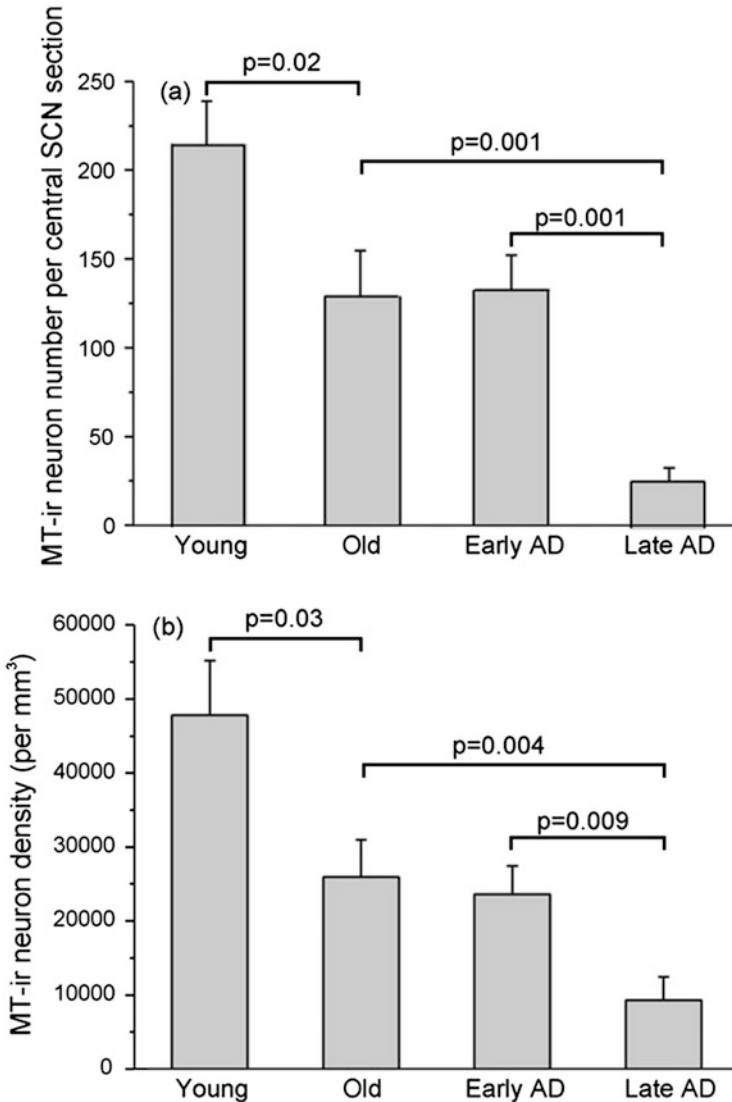 MT-ir neuron number per central SCN section
(a)
p=0.02
p=0.001
p=0.001
250
200
150
100
50
0
Young Old Early AD Late AD
MT-ir neuron density (per mm³)
(b)
p=0.03
p=0.004
p=0.009
60000
50000
40000
30000
20000
10000
0
Young Old Early AD Late AD